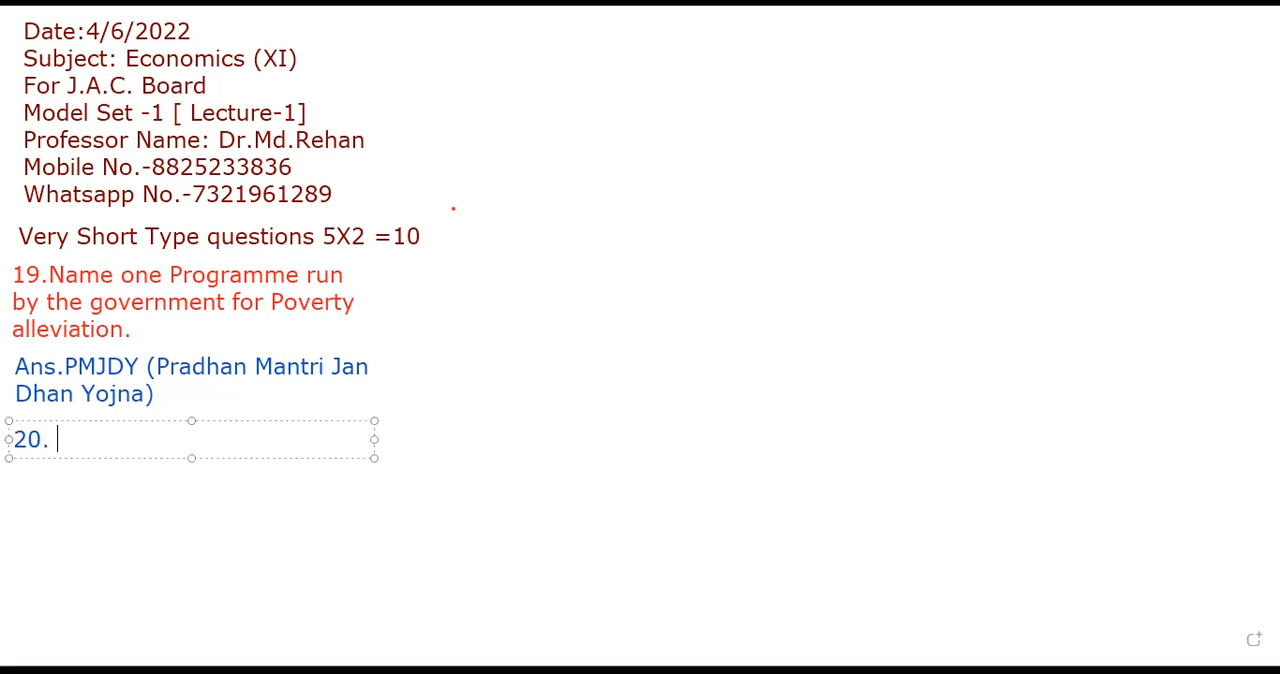 Date:4/6/2022
Subject: Economics (XI)
For J.A.C. Board
Model Set -1 [ Lecture-1]
Professor Name: Dr.Md.Rehan
Mobile No.-8825233836
Whatsapp No.-7321961289
Very Short Type questions 5X2 =10
19.Name one Programme run
by the government for Poverty
alleviation.
Ans.PMJDY (Pradhan Mantri Jan
Dhan Yojna)
20.